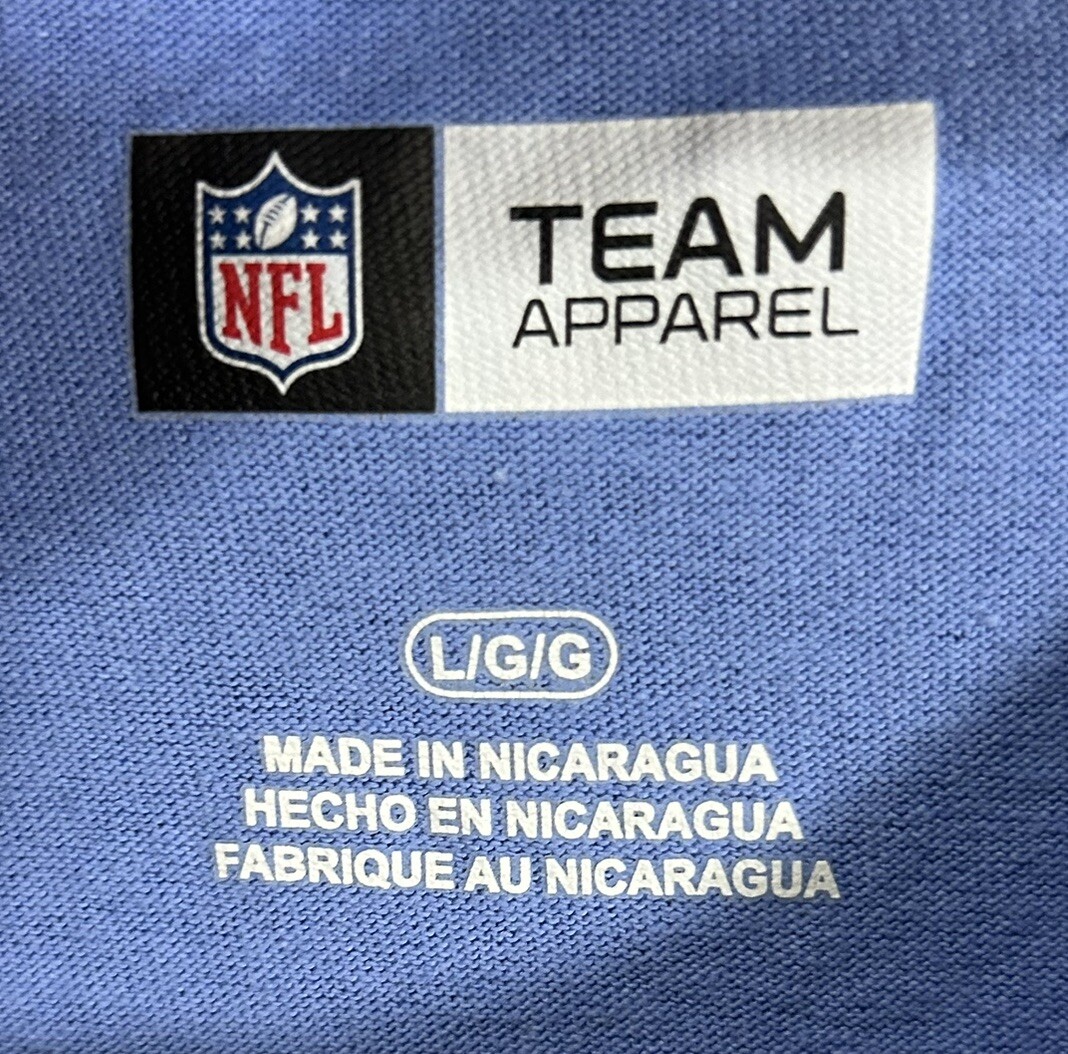 NFL
TEAM
APPAREL
L/G/G
MADE IN NICARAGUA
HECHO EN NICARAGUA
FABRIQUE AU NICARAGUA